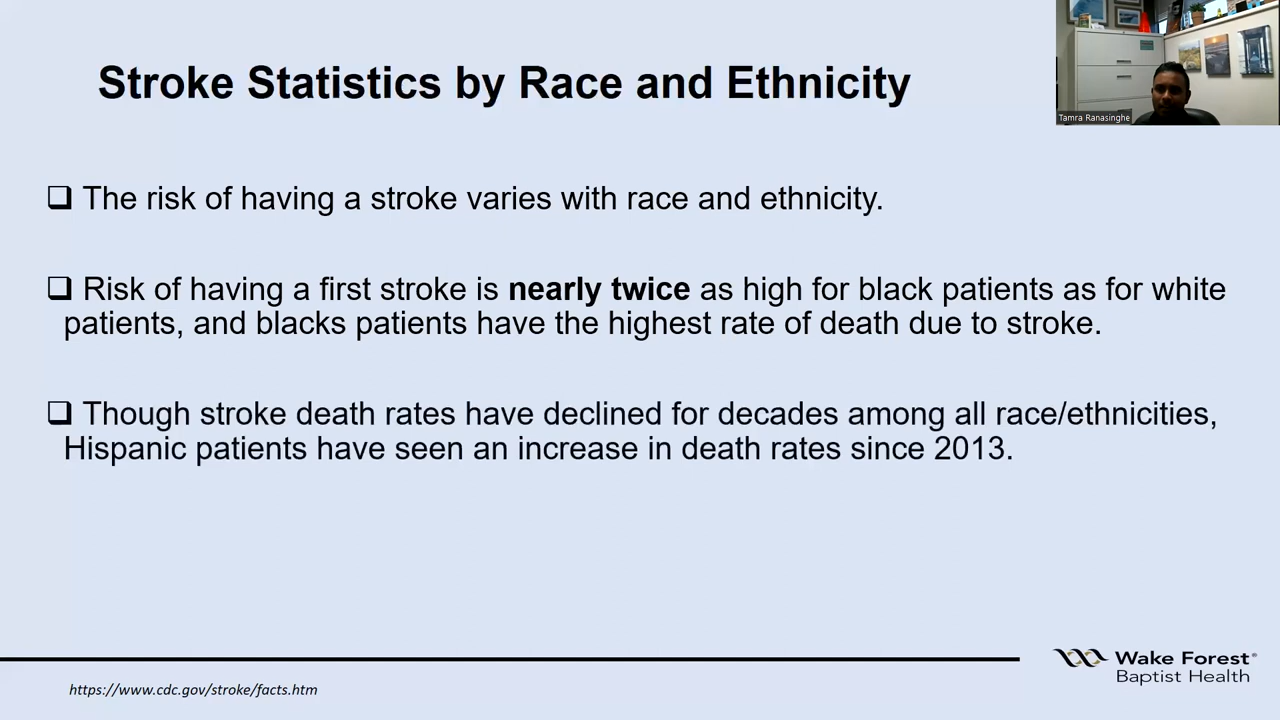 Stroke Statistics by Race and Ethnicity
Tamra Ranasinghe
❑ The risk of having a stroke varies with race and ethnicity.
❑ Risk of having a first stroke is nearly twice as high for black patients as for white
patients, and blacks patients have the highest rate of death due to stroke.
❑ Though stroke death rates have declined for decades among all race/ethnicities,
Hispanic patients have seen an increase in death rates since 2013.
https://www.cdc.gov/stroke/facts.htm
Wake Forest®
Baptist Health